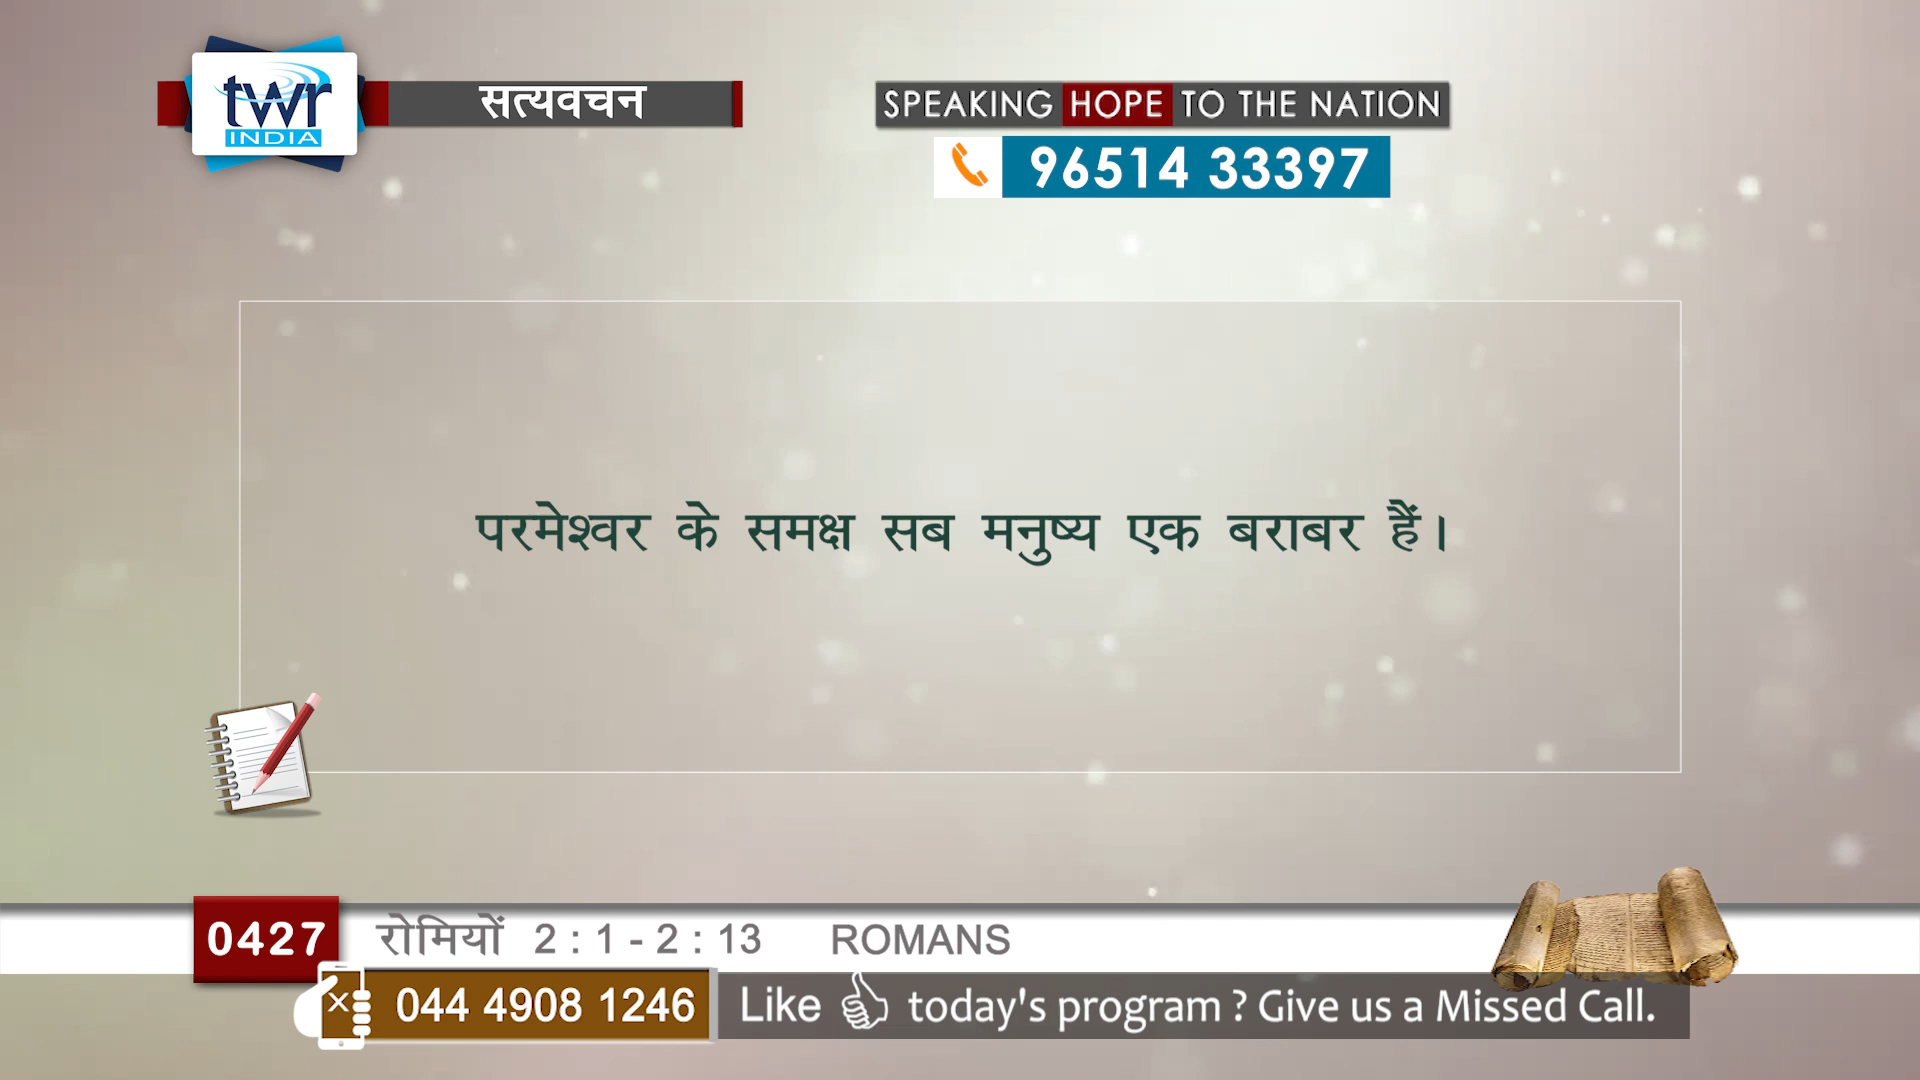 twr
INDIA
सत्यवचन
SPEAKING HOPE TO THE NATION
96514 33397
परमेश्वर के समक्ष सब मनुष्य एक बराबर हैं।
0427 रोमियों 2 : 1 - 2 : 13 ROMANS
044 4908 1246 Like today's program ? Give us a Missed Call.